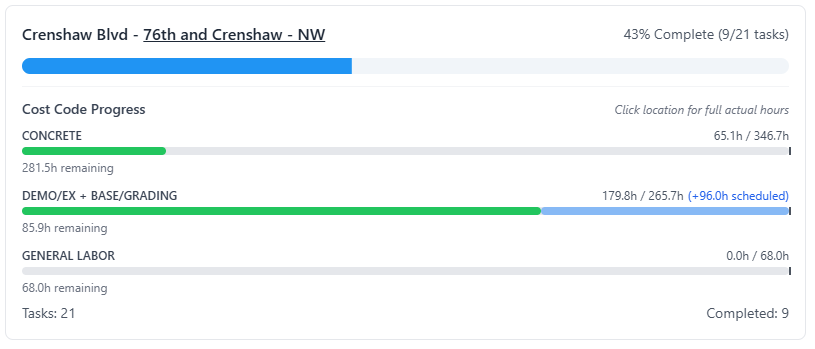 Crenshaw Blvd - 76th and Crenshaw - NW
43% Complete (9/21 tasks)
Cost Code Progress
Click location for full actual hours
CONCRETE
65.1h / 346.7h
281.5h remaining
DEMO/EX + BASE/GRADING
179.8h / 265.7h (+96.0h scheduled)
85.9h remaining
GENERAL LABOR
0.0h / 68.0h
68.0h remaining
Tasks: 21
Completed: 9